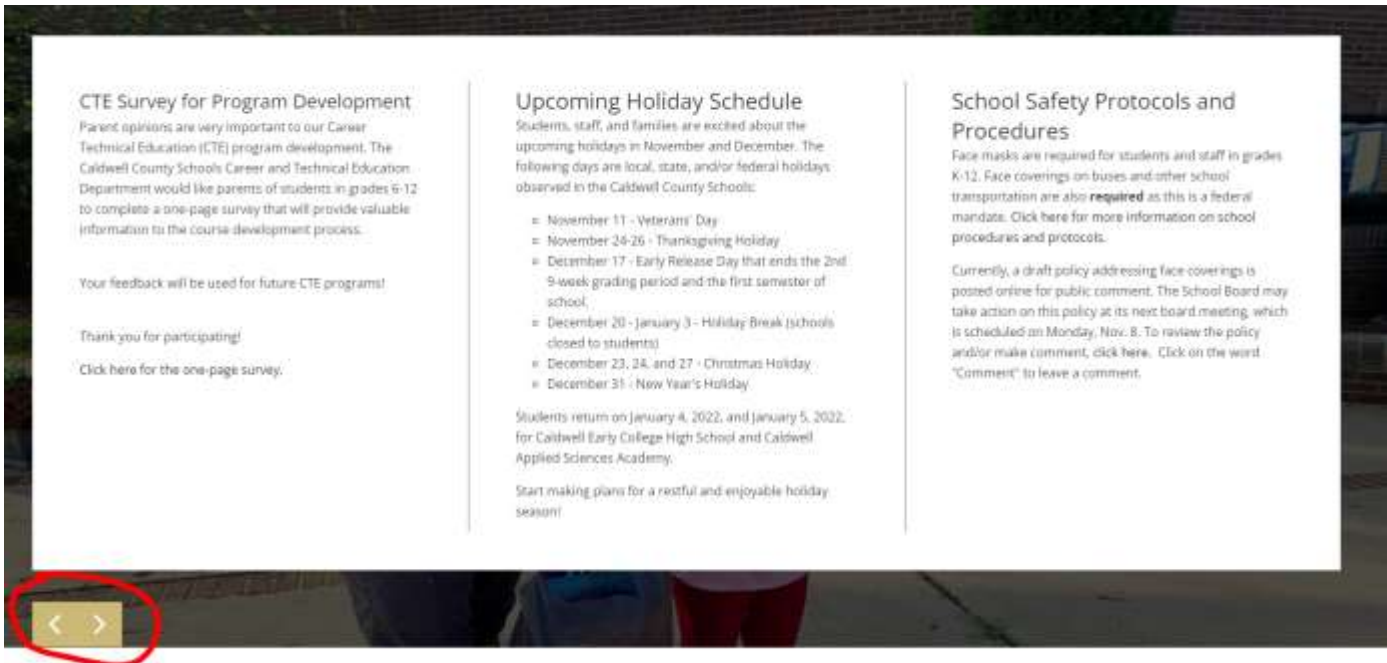 CTE Survey for Program Development
Parent opinions are very important to our Career
Technical Education (CTE) program development. The
Caldwell County Schools Career and Technical Education
Department would like parents of students in grades 6-12
to complete a one-page survey that will provide valuable
information to the course development process.
Your feedback will be used for future CTE programs!
Thank you for participating!
Click here for the one-page survey.
Upcoming Holiday Schedule
Students, staff, and families are excited about the
upcoming holidays in November and December. The
following days are local, state, and/or federal holidays
observed in the Caldwell County Schools:
November 11 - Veterans' Day
November 24-26 - Thanksgiving Holiday
December 17 - Early Release Day that ends the 2nd
9-week grading period and the first semester of
school.
December 20 - January 3 - Holiday Break (schools
closed to students)
December 23, 24, and 27 - Christmas Holiday
December 31 - New Year's Holiday
Students return on January 4, 2022, and January 5, 2022,
for Caldwell Early College High School and Caldwell
Applied Sciences Academy.
Start making plans for a restful and enjoyable holiday
season!
School Safety Protocols and
Procedures
Face masks are required for students and staff in grades
K-12. Face coverings on buses and other school
transportation are also required as this is a federal
mandate. Click here for more information on school
procedures and protocols.
Currently, a draft policy addressing face coverings is
posted online for public comment. The School Board may
take action on this policy at its next board meeting, which
is scheduled on Monday, Nov. 8. To review the policy
and/or make comment, click here. Click on the word
"Comment" to leave a comment.